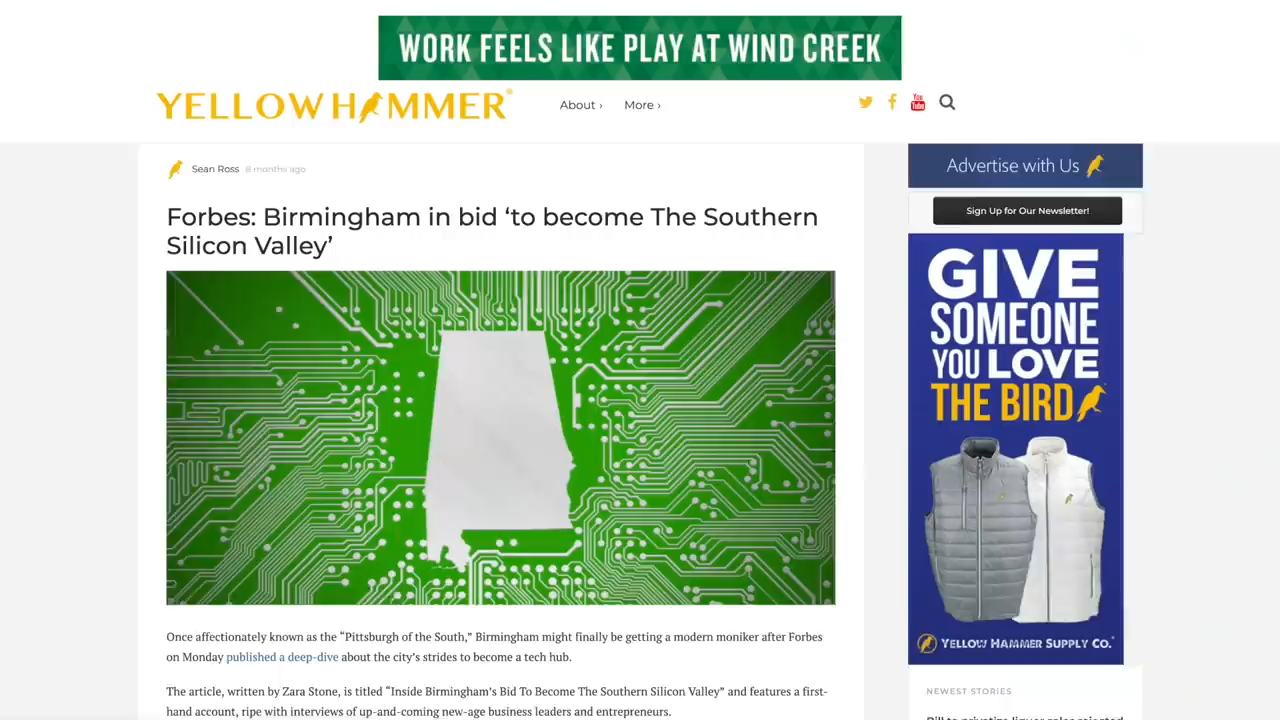 WORK FEELS LIKE PLAY AT WIND CREEK
YELLOWHAMMER®
About ›
More ›
You
Tube
Sean Ross 8 months ago
Forbes: Birmingham in bid ‘to become The Southern
Silicon Valley’
Once affectionately known as the “Pittsburgh of the South,” Birmingham might finally be getting a modern moniker after Forbes
on Monday published a deep-dive about the city’s strides to become a tech hub.
The article, written by Zara Stone, is titled “Inside Birmingham’s Bid To Become The Southern Silicon Valley” and features a first-
hand account, ripe with interviews of up-and-coming new-age business leaders and entrepreneurs.
Advertise with Us
Sign Up for Our Newsletter!
GIVE
SOMEONE
YOU LOVE
THE BIRD
YELLOW HAMMER SUPPLY CO.
NEWEST STORIES